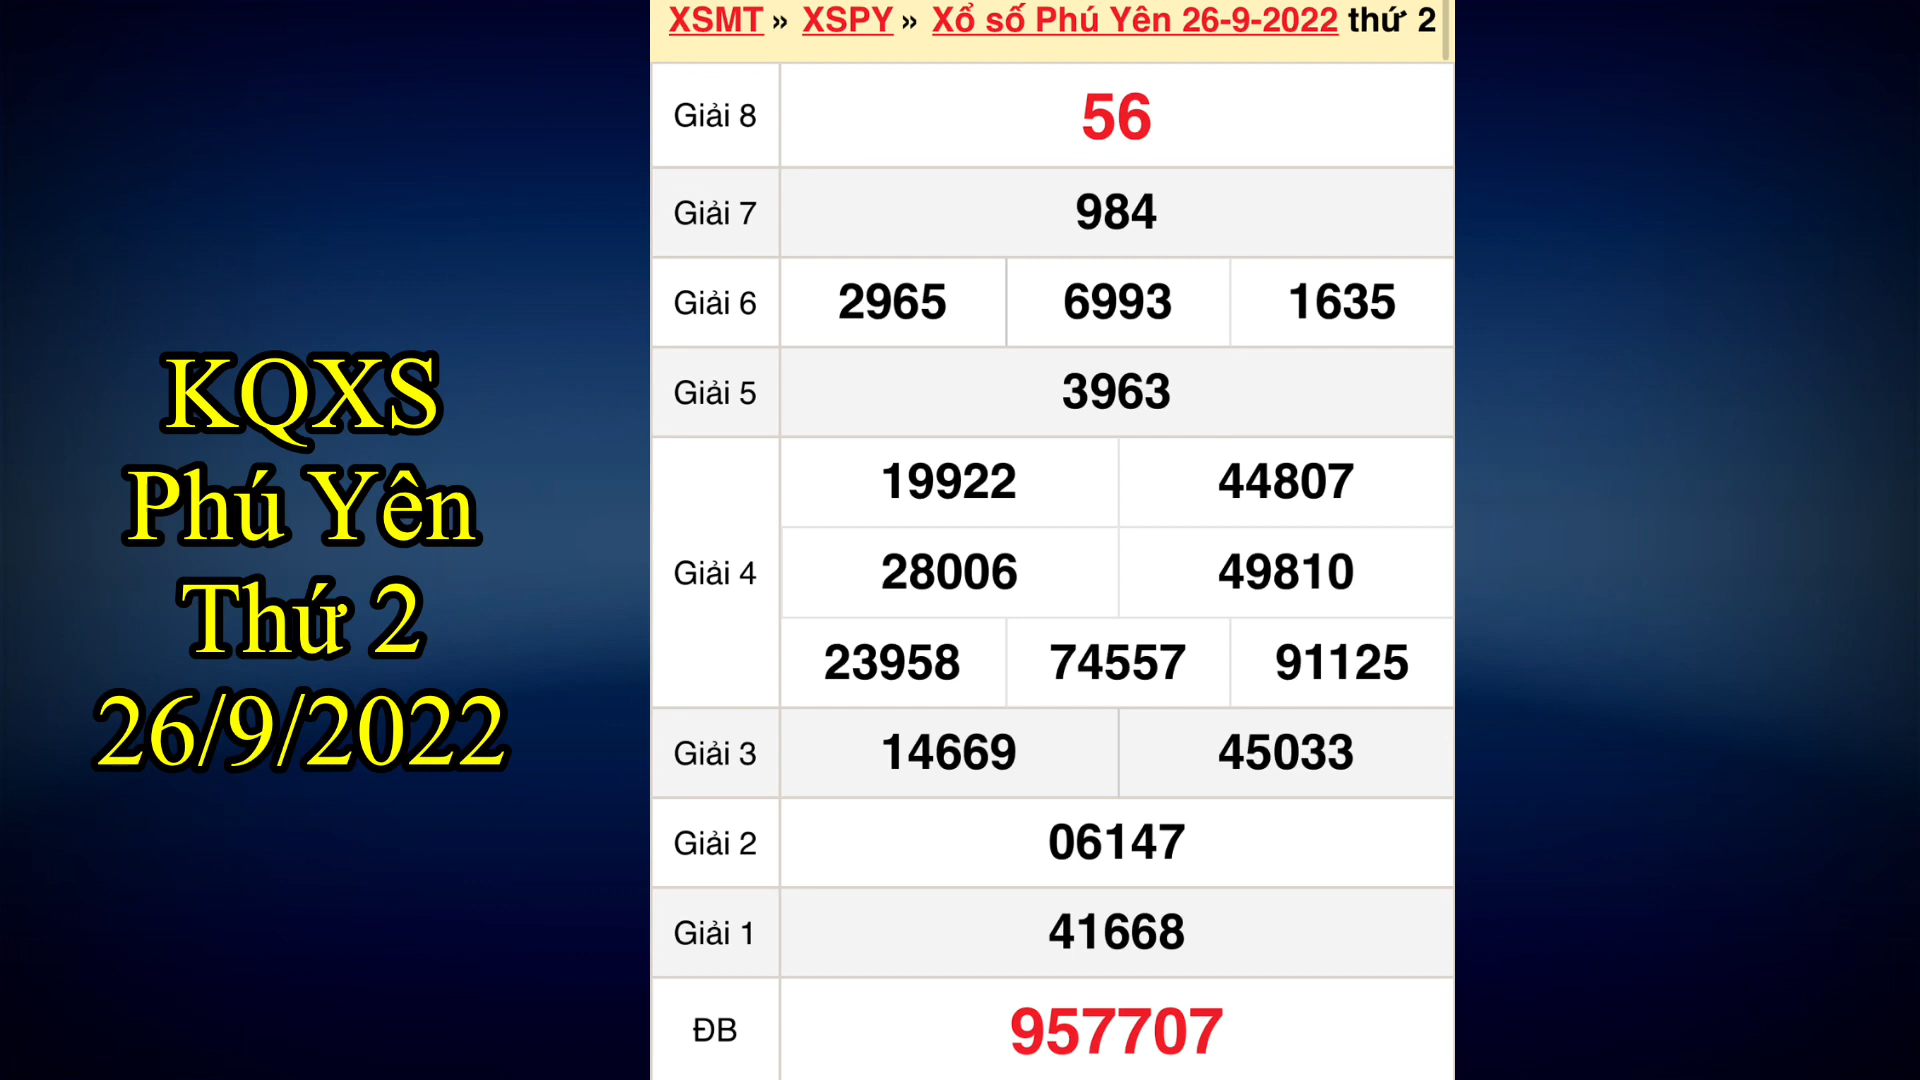 XSMT » XSPY » Xổ số Phú Yên 26-9-2022 thứ 2
KQXS
Phú Yên
Thứ 2
26/9/2022
Giải 8 56
Giải 7 984
Giải 6 2965 6993 1635
Giải 5 3963
Giải 4
19922 44807
28006 49810
23958 74557 91125
Giải 3 14669 45033
Giải 2 06147
Giải 1 41668
ĐB 957707